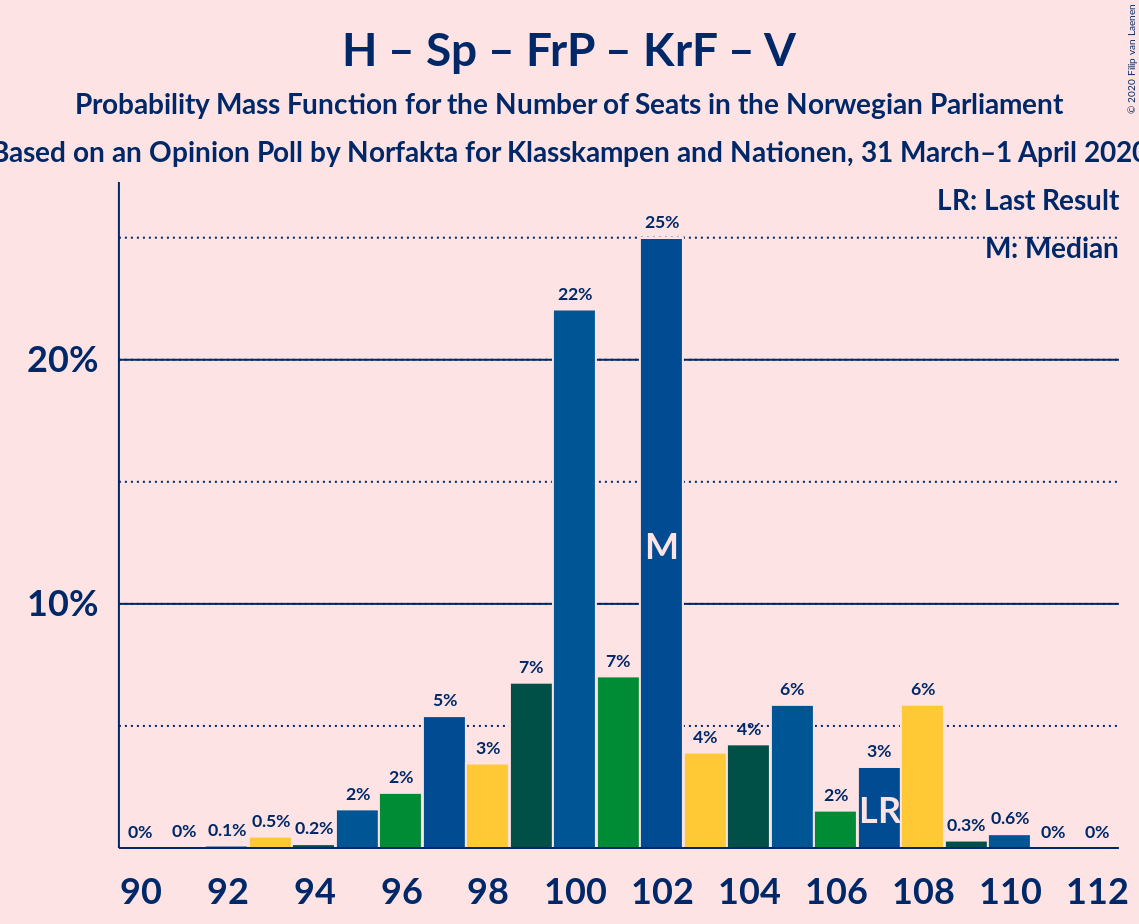 H – Sp – FrP – KrF – V
Probability Mass Function for the Number of Seats in the Norwegian Parliament
Based on an Opinion Poll by Norfakta for Klasskampen and Nationen, 31 March–1 April 2020
© 2020 Filip van Laenen
LR: Last Result
M: Median
20%
10%
0%
0%
0.1%
0.5%
0.2%
2%
2%
5%
3%
7%
22%
7%
25%
4%
4%
6%
2%
3%
6%
0.3%
0.6%
0%
0%
M
LR
90 92 94 96 98 100 102 104 106 108 110 112